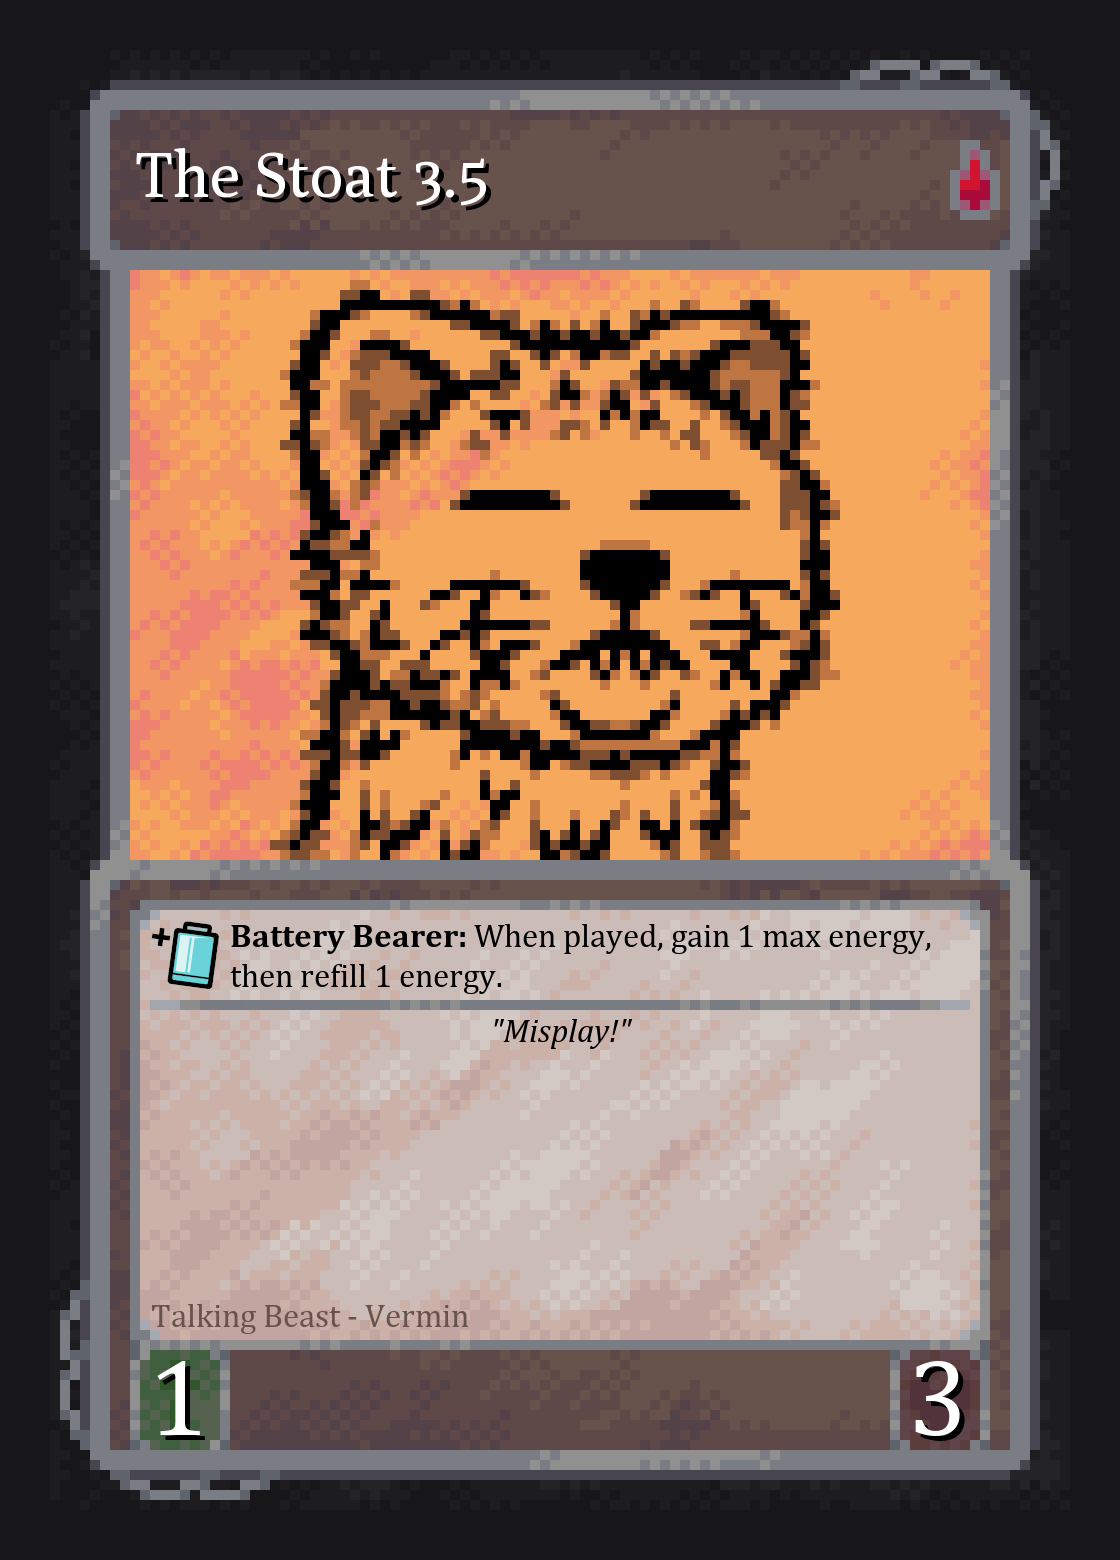 The Stoat 3.5
Battery Bearer: When played, gain 1 max energy,
then refill 1 energy.
"Misplay!"
Talking Beast - Vermin
1
3